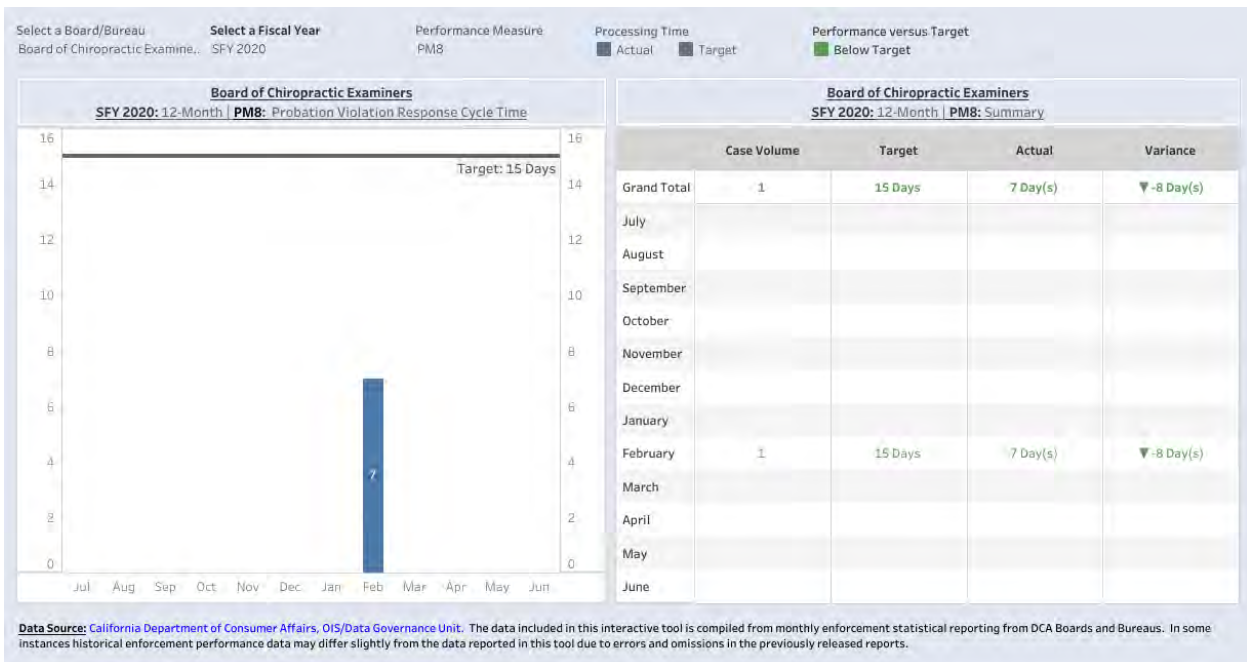 Select a Board/Bureau
Board of Chiropractic Examine..
Select a Fiscal Year
SFY 2020
Performance Measure
PM8
Processing Time
Actual
Target
Performance versus Target
Below Target
Board of Chiropractic Examiners
SFY 2020: 12-Month | PM8: Probation Violation Response Cycle Time
16 16
Target: 15 Days
14 14
12 12
10 10
8 8
6 6
4 4
7
2 2
0 0
Jul Aug Sep Oct Nov Dec Jan Feb Mar Apr May Jun
Board of Chiropractic Examiners
SFY 2020: 12-Month | PM8: Summary
Case Volume Target Actual Variance
Grand Total 1 15 Days 7 Day(s) ▼ -8 Day(s)
July
August
September
October
November
December
January
February 1 15 Days 7 Day(s) ▼ -8 Day(s)
March
April
May
June
Data Source: California Department of Consumer Affairs, OIS/Data Governance Unit. The data included in this interactive tool is compiled from monthly enforcement statistical reporting from DCA Boards and Bureaus. In some
instances historical enforcement performance data may differ slightly from the data reported in this tool due to errors and omissions in the previously released reports.